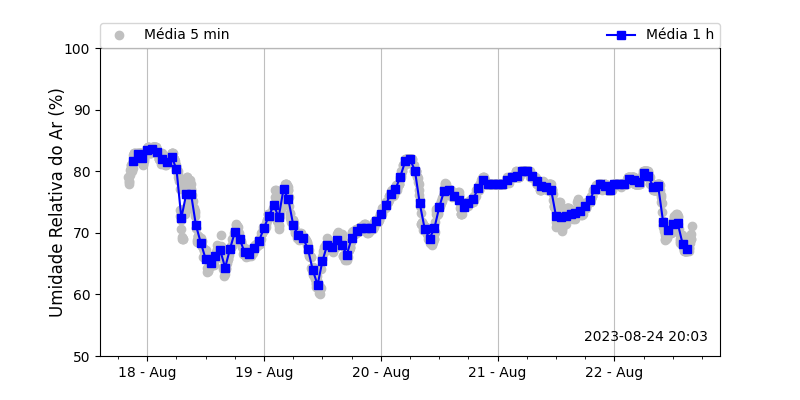 Média 5 min
Média 1 h
Umidade Relativa do Ar (%)
100
90
80
70
60
50
2023-08-24 20:03
18 - Aug
19 - Aug
20 - Aug
21 - Aug
22 - Aug